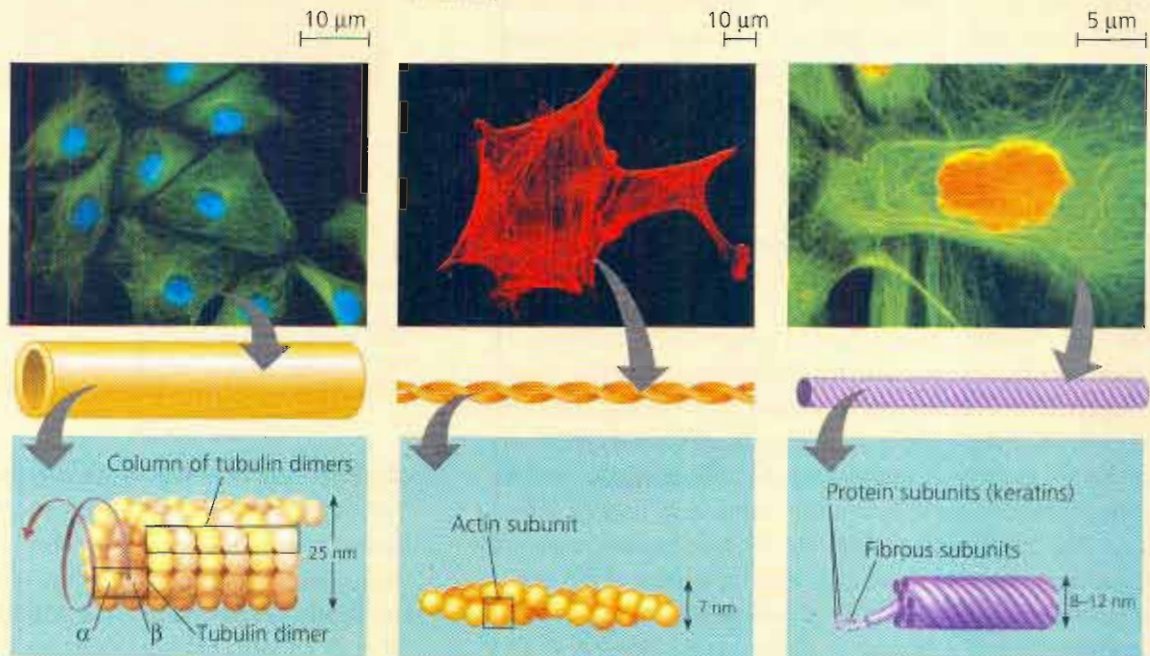 10 μm
10 μm
5 μm
Column of tubulin dimers
25 nm
α
β
Tubulin dimer
Actin subunit
7 nm
Protein subunits (keratins)
Fibrous subunits
8–12 nm